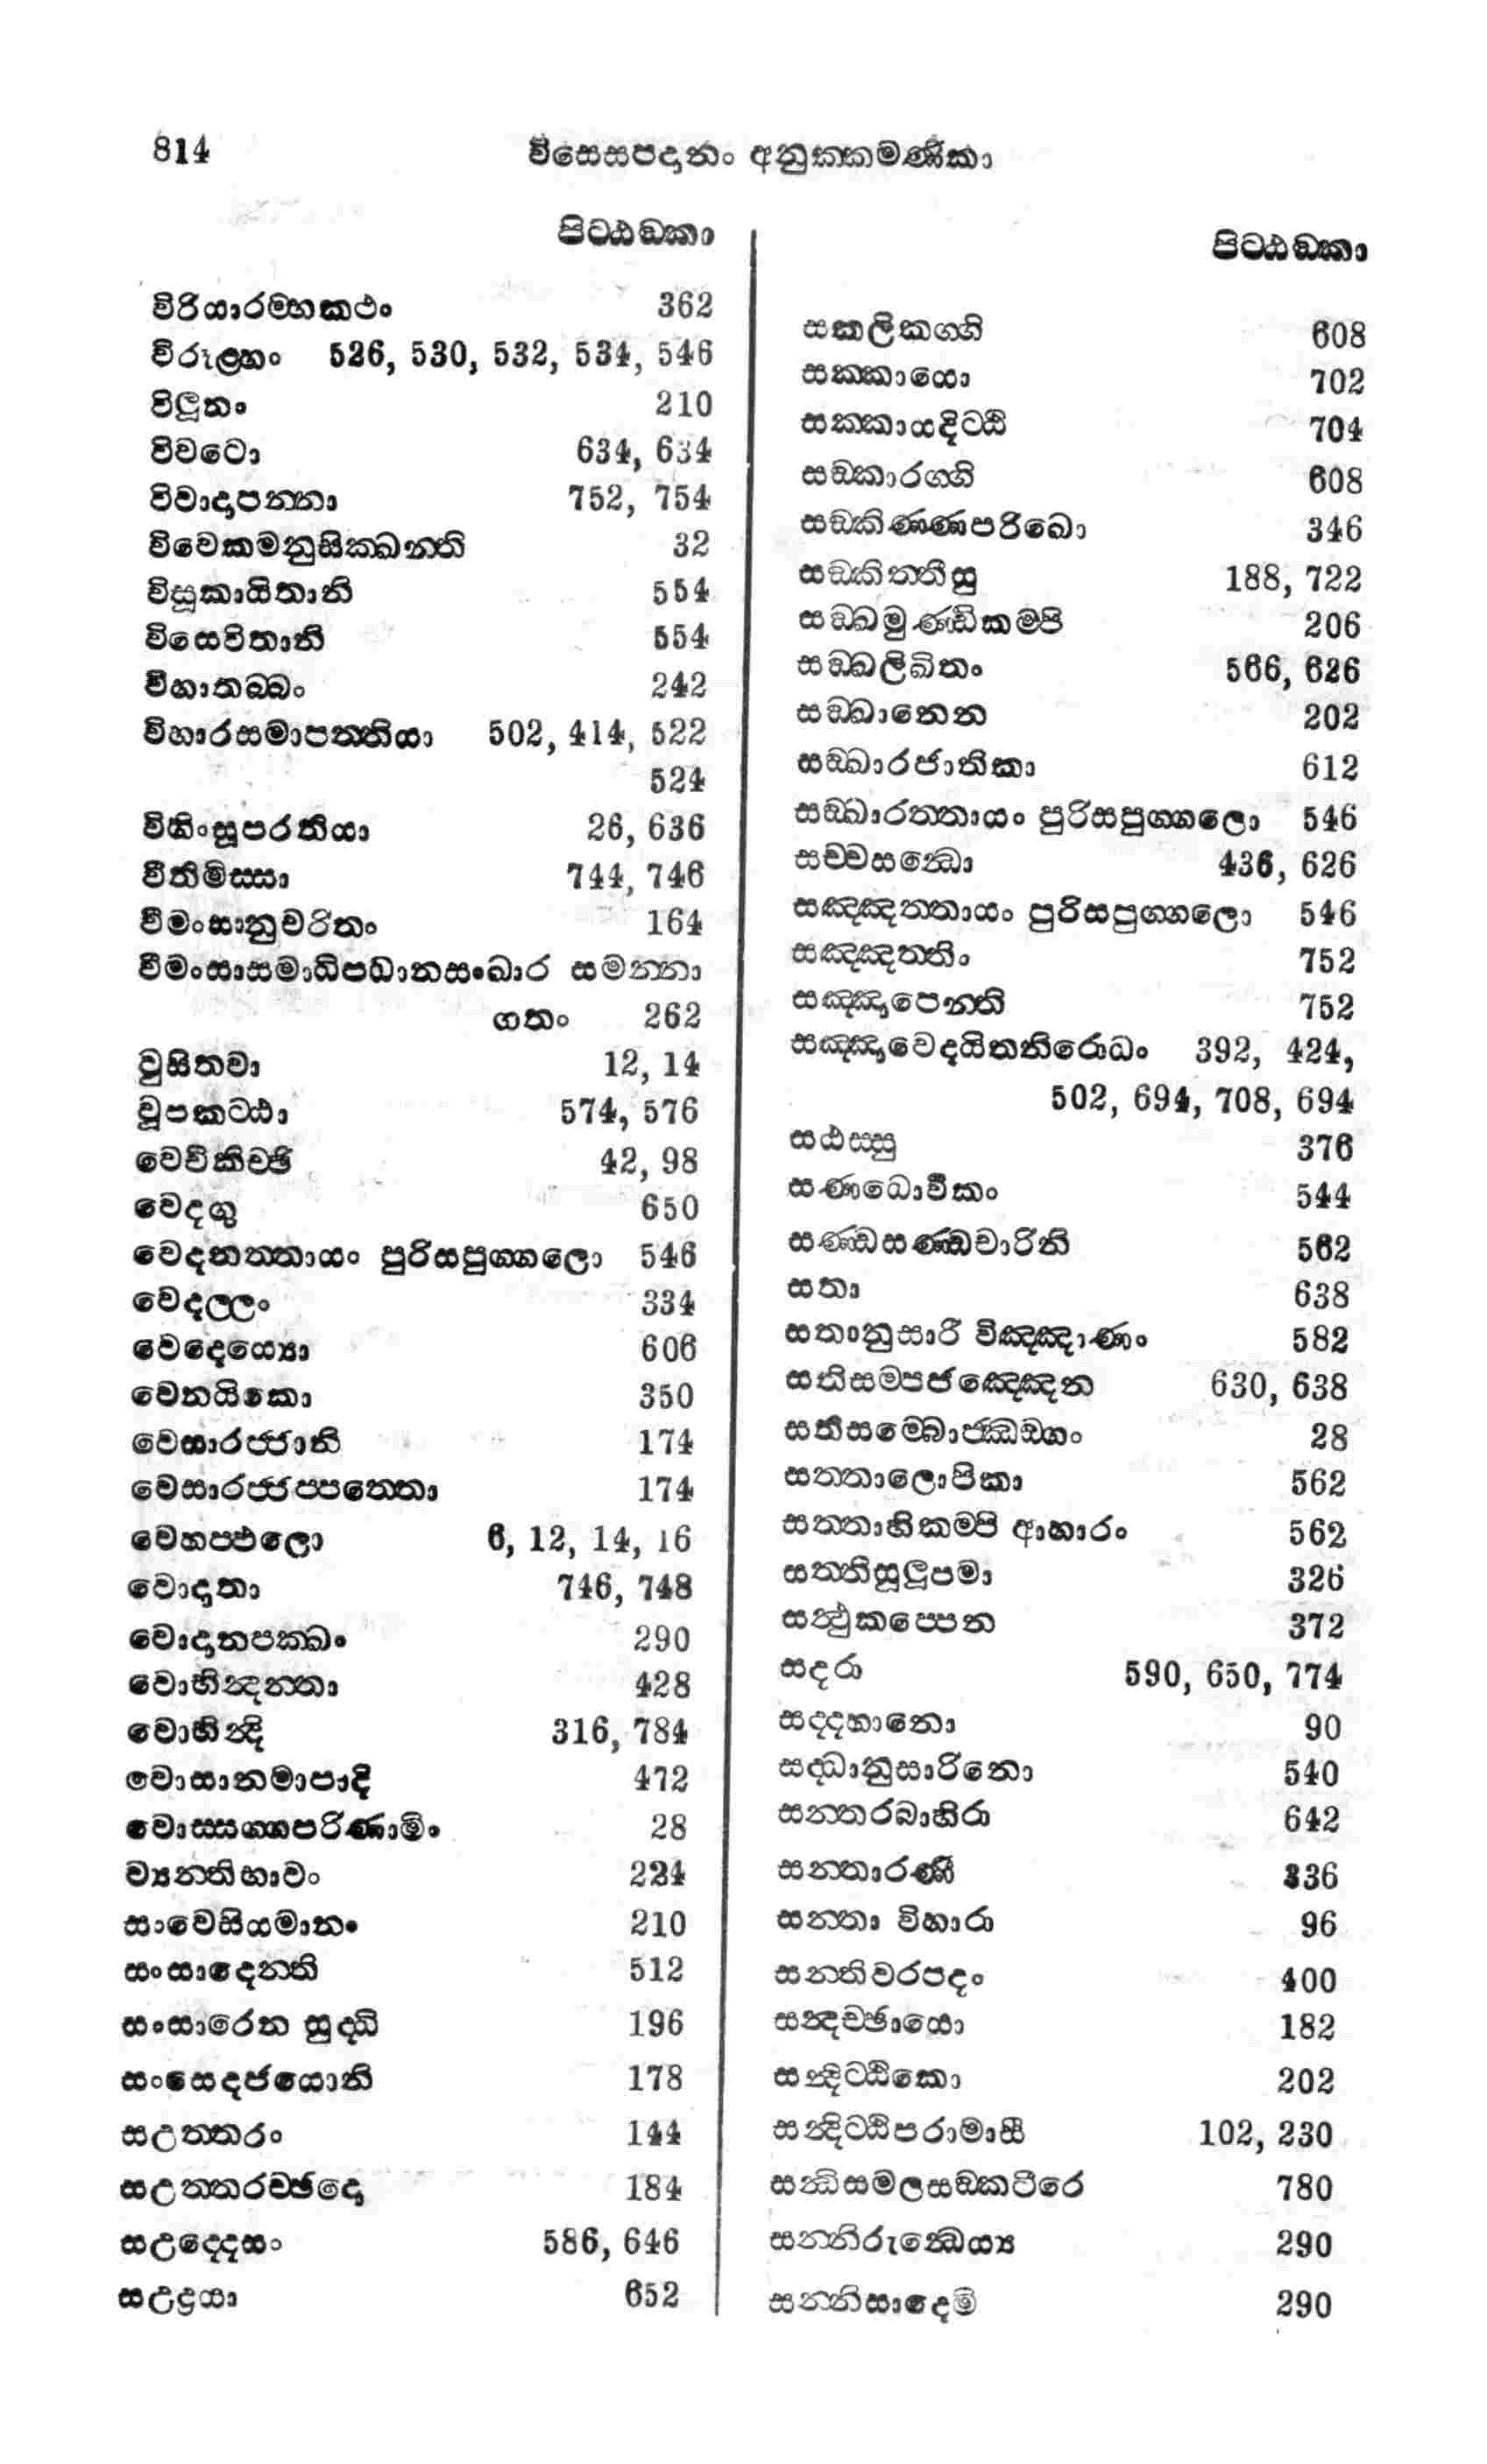 814 විසෙසපදානං අනුක්කමණිකා
පිට්ඨඞ්කා
විරියාරම්භකථං 362
විරූළ්හං 526, 530, 532, 534, 546
විලූනං 210
විවටො 634, 634
විවාදාපන්නා 752, 754
විවෙකමනුසික්ඛන්ති 32
විසූකායිතානි 554
විසෙවිතානි 554
විහාතබ්බං 242
විහාරසමාපත්තියා 502, 414, 522
524
විහිංසූපරතියා 26, 636
වීතිමිස්සා 744, 746
වීමංසානුචරිතං 164
වීමංසාසමාධිපධානසංඛාර සමන්නා
ගතං 262
වුසිතවා 12, 14
වූපකට්ඨා 574, 576
වෙචිකිච්ඡි 42, 98
වෙදගු 650
වෙදනත්තායං පුරිසපුග්ගලො 546
වෙදල්ලං 334
වෙදෙය්‍යො 606
වෙනයිකො 350
වෙසාරජ්ජානි 174
වෙසාරජ්ජප්පත්තො 174
වෙහප්ඵලො 6, 12, 14, 16
වොදාතා 746, 748
වොදානපක්ඛං 290
වොභින්දන්තා 428
වොභින්දි 316, 784
වොසානමාපාදි 472
වොස්සග්ගපරිණාමිං 28
ව්‍යන්තිභාවං 224
සංවෙසියමානං 210
සංසාදෙන්ති 512
සංසාරෙන සුද්ධි 196
සංසෙදජයොනි 178
සඋත්තරං 144
සඋත්තරච්ඡදො 184
සඋද්දෙසං 586, 646
සඋද්‍රයා 652
පිට්ඨඞ්කා
සකලිකග්ගි 608
සක්කායො 702
සක්කායදිට්ඨි 704
සඞ්කාරග්ගි 608
සඞ්කිණ්ණපරිඛො 346
සඞ්කිත්තීසු 188, 722
සඞ්ඛමුණ්ඩිකම්පි 206
සඞ්ඛලිඛිතං 566, 626
සඞ්ඛානෙන 202
සඞ්ඛාරජාතිකා 612
සඞ්ඛාරත්තායං පුරිසපුග්ගලො 546
සච්චසන්ධො 436, 626
සඤ්ඤත්තායං පුරිසපුග්ගලො 546
සඤ්ඤත්තිං 752
සඤ්ඤාපෙන්ති 752
සඤ්ඤාවෙදයිතනිරොධං 392, 424,
502, 694, 708, 694
සඨස්සු 376
සණධොවිකං 544
සණ්ඩසණ්ඩචාරිනි 562
සතා 638
සතානුසාරී විඤ්ඤාණං 582
සතිසම්පජඤ්ඤෙන 630, 638
සතිසම්බොජ්ඣඞ්ගං 28
සත්තාලොපිකා 562
සත්තාහිකම්පි ආහාරං 562
සත්තිසූලූපමා 326
සත්ථුකප්පෙන 372
සදරා 590, 650, 774
සද්දහානො 90
සද්ධානුසාරිනො 540
සන්තරබාහිරා 642
සන්තාරණී 336
සන්තා විහාරා 96
සන්තිවරපදං 400
සන්දච්ඡායො 182
සන්දිට්ඨිකො 202
සන්දිට්ඨිපරාමාසී 102, 230
සන්ධිසමලසඞ්කටීරෙ 780
සන්නිරුන්ධෙය්‍ය 290
සන්නිසාදෙමි 290